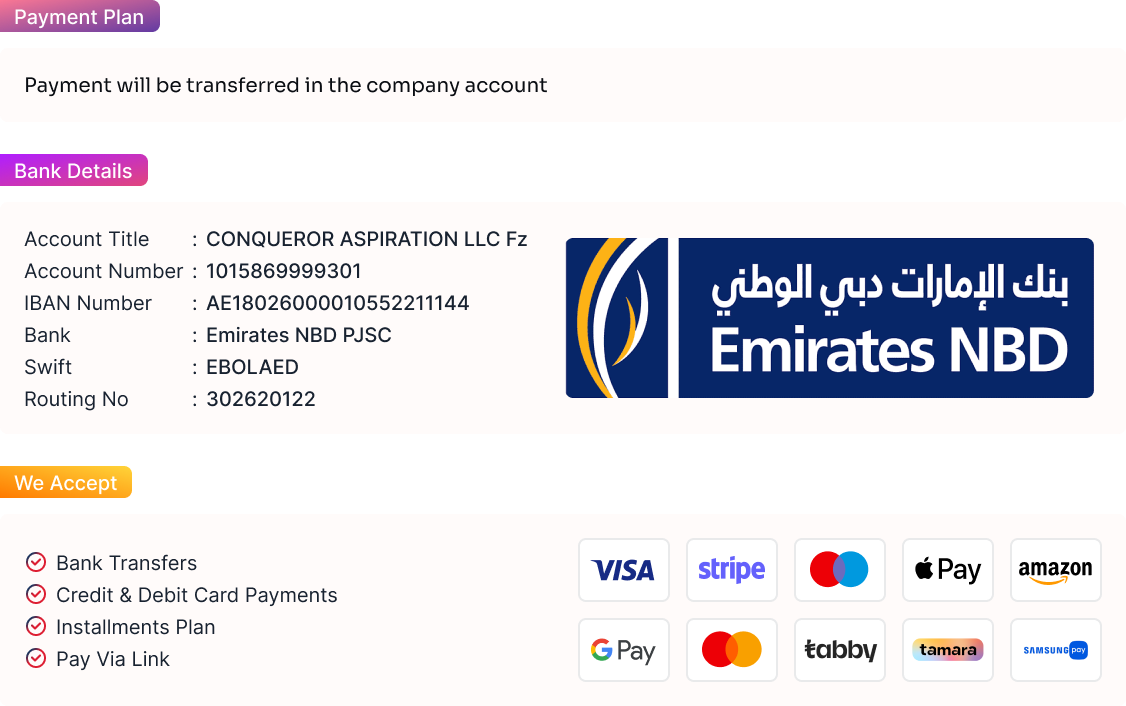 Payment Plan
Payment will be transferred in the company account
Bank Details
Account Title : CONQUEROR ASPIRATION LLC Fz
Account Number : 1015869999301
IBAN Number : AE18026000010552211144
Bank : Emirates NBD PJSC
Swift : EBOLAED
Routing No : 302620122
بنك الإمارات دبي الوطني
Emirates NBD
We Accept
Bank Transfers
Credit & Debit Card Payments
Installments Plan
Pay Via Link
VISA stripe Pay amazon
G Pay tabby tamara SAMSUNG pay